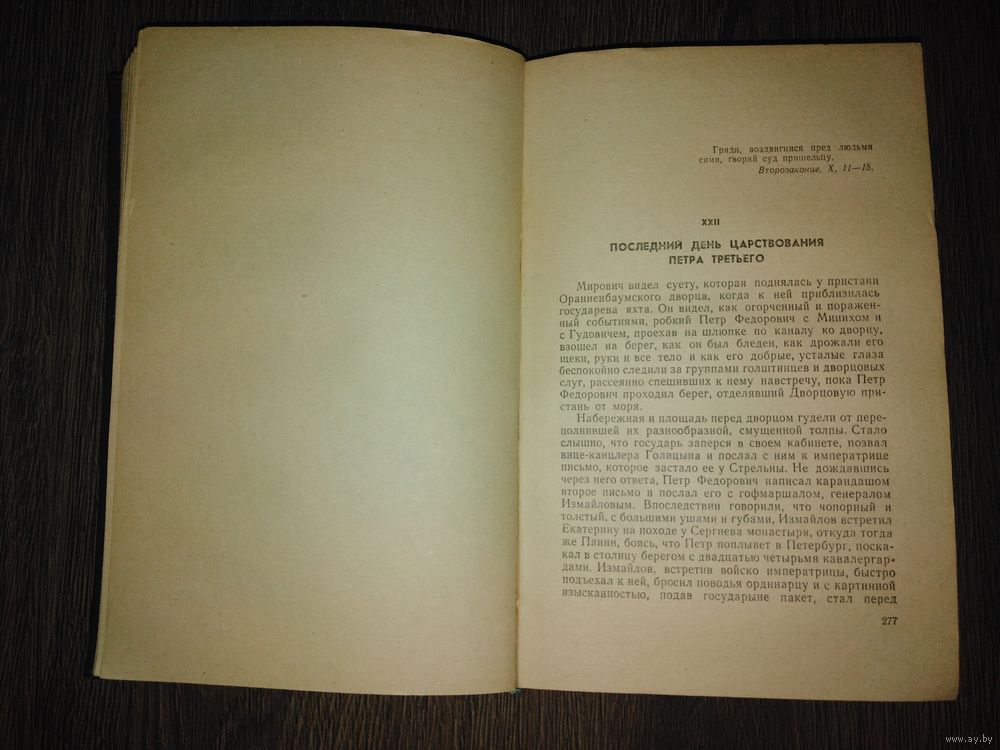 Гряди, воздвигнися пред людьми
сими, творяй суд пришельцу.
Второзаконие. X, 11—18.
XXII
ПОСЛЕДНИЙ ДЕНЬ ЦАРСТВОВАНИЯ
ПЕТРА ТРЕТЬЕГО
Мирович видел суету, которая поднялась у пристани
Ораниенбаумского дворца, когда к ней приблизилась
государева яхта. Он видел, как огорченный и поражен-
ный событиями, робкий Петр Федорович с Минихом и
с Гудовичем, проехав на шлюпке по каналу ко дворцу,
взошел на берег, как он был бледен, как дрожали его
щеки, руки и все тело и как его добрые, усталые глаза
беспокойно следили за группами голштинцев и дворцовых
слуг, рассеянно спешивших к нему навстречу, пока Петр
Федорович проходил берег, отделявший Дворцовую при-
стань от моря.
Набережная и площадь перед дворцом гудели от пере-
полнившей их разнообразной, смущенной толпы. Стало
слышно, что государь заперся в своем кабинете, позвал
вице-канцлера Голицына и послал с ним к императрице
письмо, которое застало ее у Стрельны. Не дождавшись
через него ответа, Петр Федорович написал карандашом
второе письмо и послал его с гофмаршалом, генералом
Измайловым. Впоследствии говорили, что чопорный и
толстый, с большими ушами и губами, Измайлов встретил
Екатерину на походе у Сергиева монастыря, откуда тогда
же Панин, боясь, что Петр поплывет в Петербург, поска-
кал в столицу берегом с двадцатью четырьмя кавалергар-
дами. Измайлов, встретив войско императрицы, быстро
подъехал к ней, бросил поводья ординарцу и с картинной
изысканностью, подав государыне пакет, стал перед
277
www.ay.by